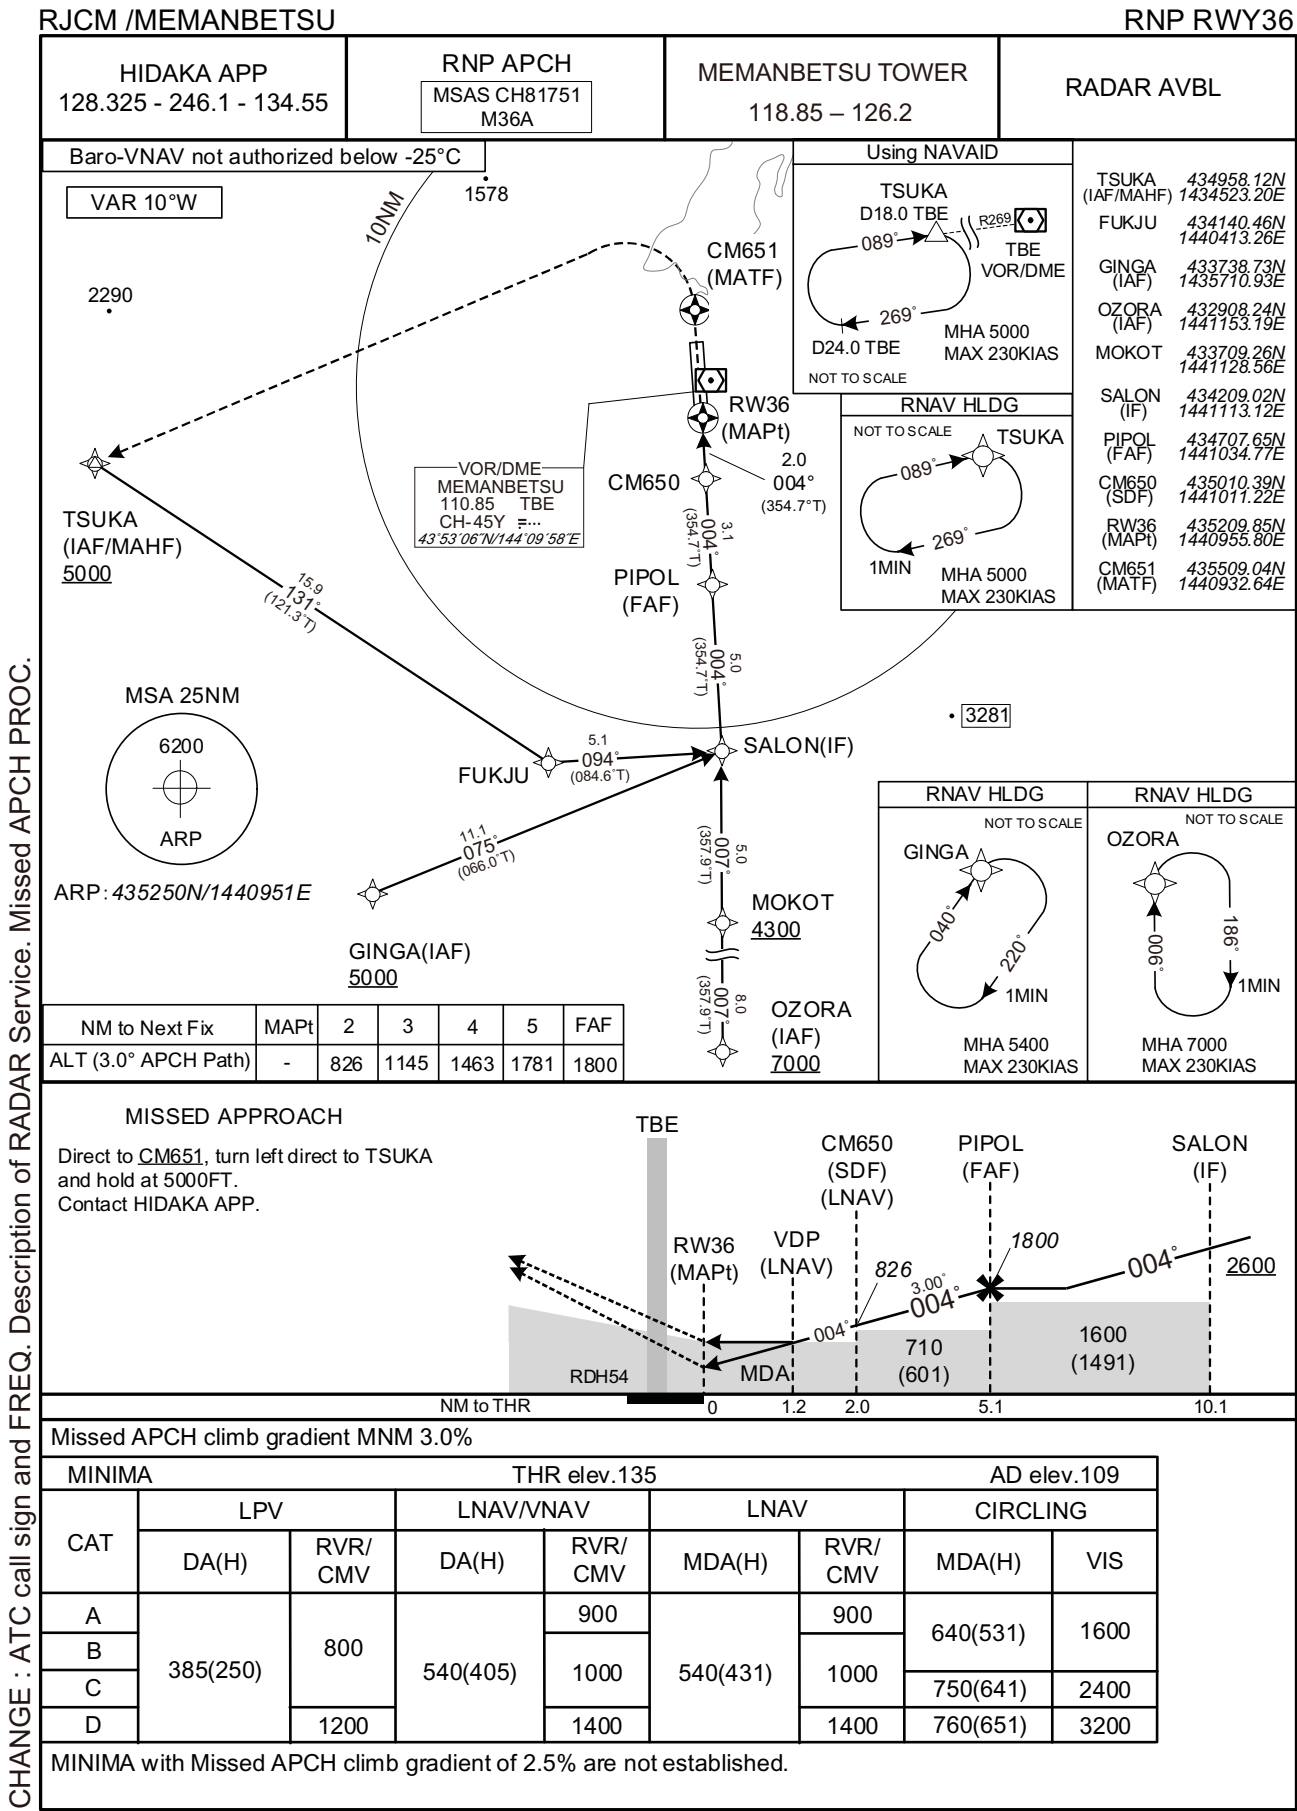 RJCM /MEMANBETSU
RNP RWY36
HIDAKA APP
128.325 - 246.1 - 134.55
RNP APCH
MSAS CH81751
M36A
MEMANBETSU TOWER
118.85 – 126.2
RADAR AVBL
Baro-VNAV not authorized below -25°C
VAR 10°W
10NM
1578
2290
CM651
(MATF)
Using NAVAID
TSUKA
D18.0 TBE
R269
089°
TBE
VOR/DME
269°
D24.0 TBE
MHA 5000
MAX 230KIAS
NOT TO SCALE
RNAV HLDG
NOT TO SCALE
TSUKA
089°
269°
1MIN
MHA 5000
MAX 230KIAS
TSUKA 434958.12N
(IAF/MAHF) 1434523.20E
FUKJU 434140.46N
1440413.26E
GINGA 433738.73N
(IAF) 1435710.93E
OZORA 432908.24N
(IAF) 1441153.19E
MOKOT 433709.26N
1441128.56E
SALON 434209.02N
(IF) 1441113.12E
PIPOL 434707.65N
(FAF) 1441034.77E
CM650 435010.39N
(SDF) 1441011.22E
RW36 435209.85N
(MAPt) 1440955.80E
CM651 435509.04N
(MATF) 1440932.64E
RW36
(MAPt)
2.0
004°
(354.7°T)
CM650
VOR/DME
MEMANBETSU
110.85 TBE
CH-45Y
43°53′06″N/144°09′58″E
3.1
004°
(354.7°T)
PIPOL
(FAF)
5.0
004°
(354.7°T)
TSUKA
(IAF/MAHF)
5000
15.9
131°
(121.3°T)
MSA 25NM
6200
ARP
ARP : 435250N/1440951E
3281
FUKJU
5.1
094°
(084.6°T)
SALON(IF)
11.1
075°
(066.0°T)
GINGA(IAF)
5000
5.0
007°
(357.9°T)
MOKOT
4300
8.0
007°
(357.9°T)
OZORA
(IAF)
7000
RNAV HLDG
NOT TO SCALE
GINGA
040°
220°
1MIN
MHA 5400
MAX 230KIAS
RNAV HLDG
NOT TO SCALE
OZORA
006°
186°
1MIN
MHA 7000
MAX 230KIAS
NM to Next Fix MAPt 2 3 4 5 FAF
ALT (3.0° APCH Path) - 826 1145 1463 1781 1800
MISSED APPROACH
Direct to CM651, turn left direct to TSUKA
and hold at 5000FT.
Contact HIDAKA APP.
TBE
RW36
(MAPt)
VDP
(LNAV)
CM650
(SDF)
(LNAV)
PIPOL
(FAF)
SALON
(IF)
826
1800
3.00°
004°
004°
004°
2600
RDH54
MDA
710
(601)
1600
(1491)
NM to THR 0 1.2 2.0 5.1 10.1
Missed APCH climb gradient MNM 3.0%
MINIMA THR elev.135 AD elev.109
CAT LPV LNAV/VNAV LNAV CIRCLING
DA(H) RVR/ CMV DA(H) RVR/ CMV MDA(H) RVR/ CMV MDA(H) VIS
A 385(250) 800 540(405) 900 540(431) 900 640(531) 1600
B 1000 1000
C 750(641) 2400
D 1200 1400 1400 760(651) 3200
MINIMA with Missed APCH climb gradient of 2.5% are not established.
CHANGE : ATC call sign and FREQ. Description of RADAR Service. Missed APCH PROC.